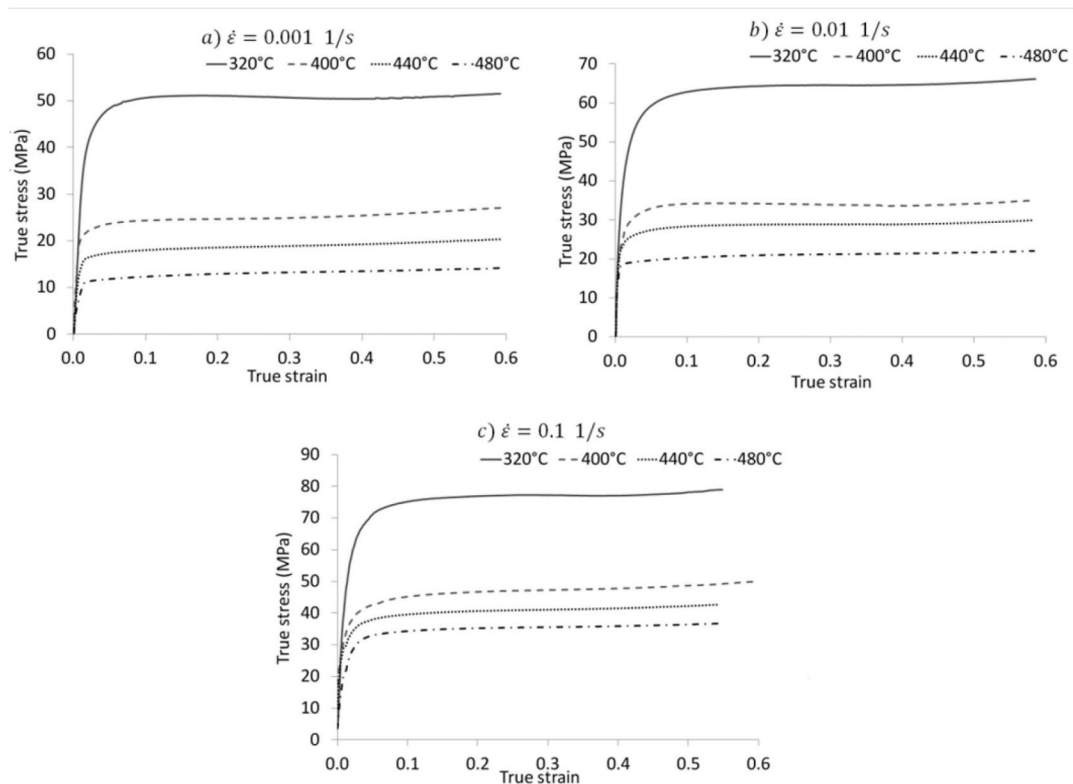 a) ε̇ = 0.001 1/s
320°C 400°C 440°C 480°C
60
50
40
30
20
10
0
True stress (MPa)
0.0 0.1 0.2 0.3 0.4 0.5 0.6
True strain
b) ε̇ = 0.01 1/s
320°C 400°C 440°C 480°C
70
60
50
40
30
20
10
0
True stress (MPa)
0.0 0.1 0.2 0.3 0.4 0.5 0.6
True strain
c) ε̇ = 0.1 1/s
320°C 400°C 440°C 480°C
90
80
70
60
50
40
30
20
10
0
True stress (MPa)
0.0 0.1 0.2 0.3 0.4 0.5 0.6
True strain